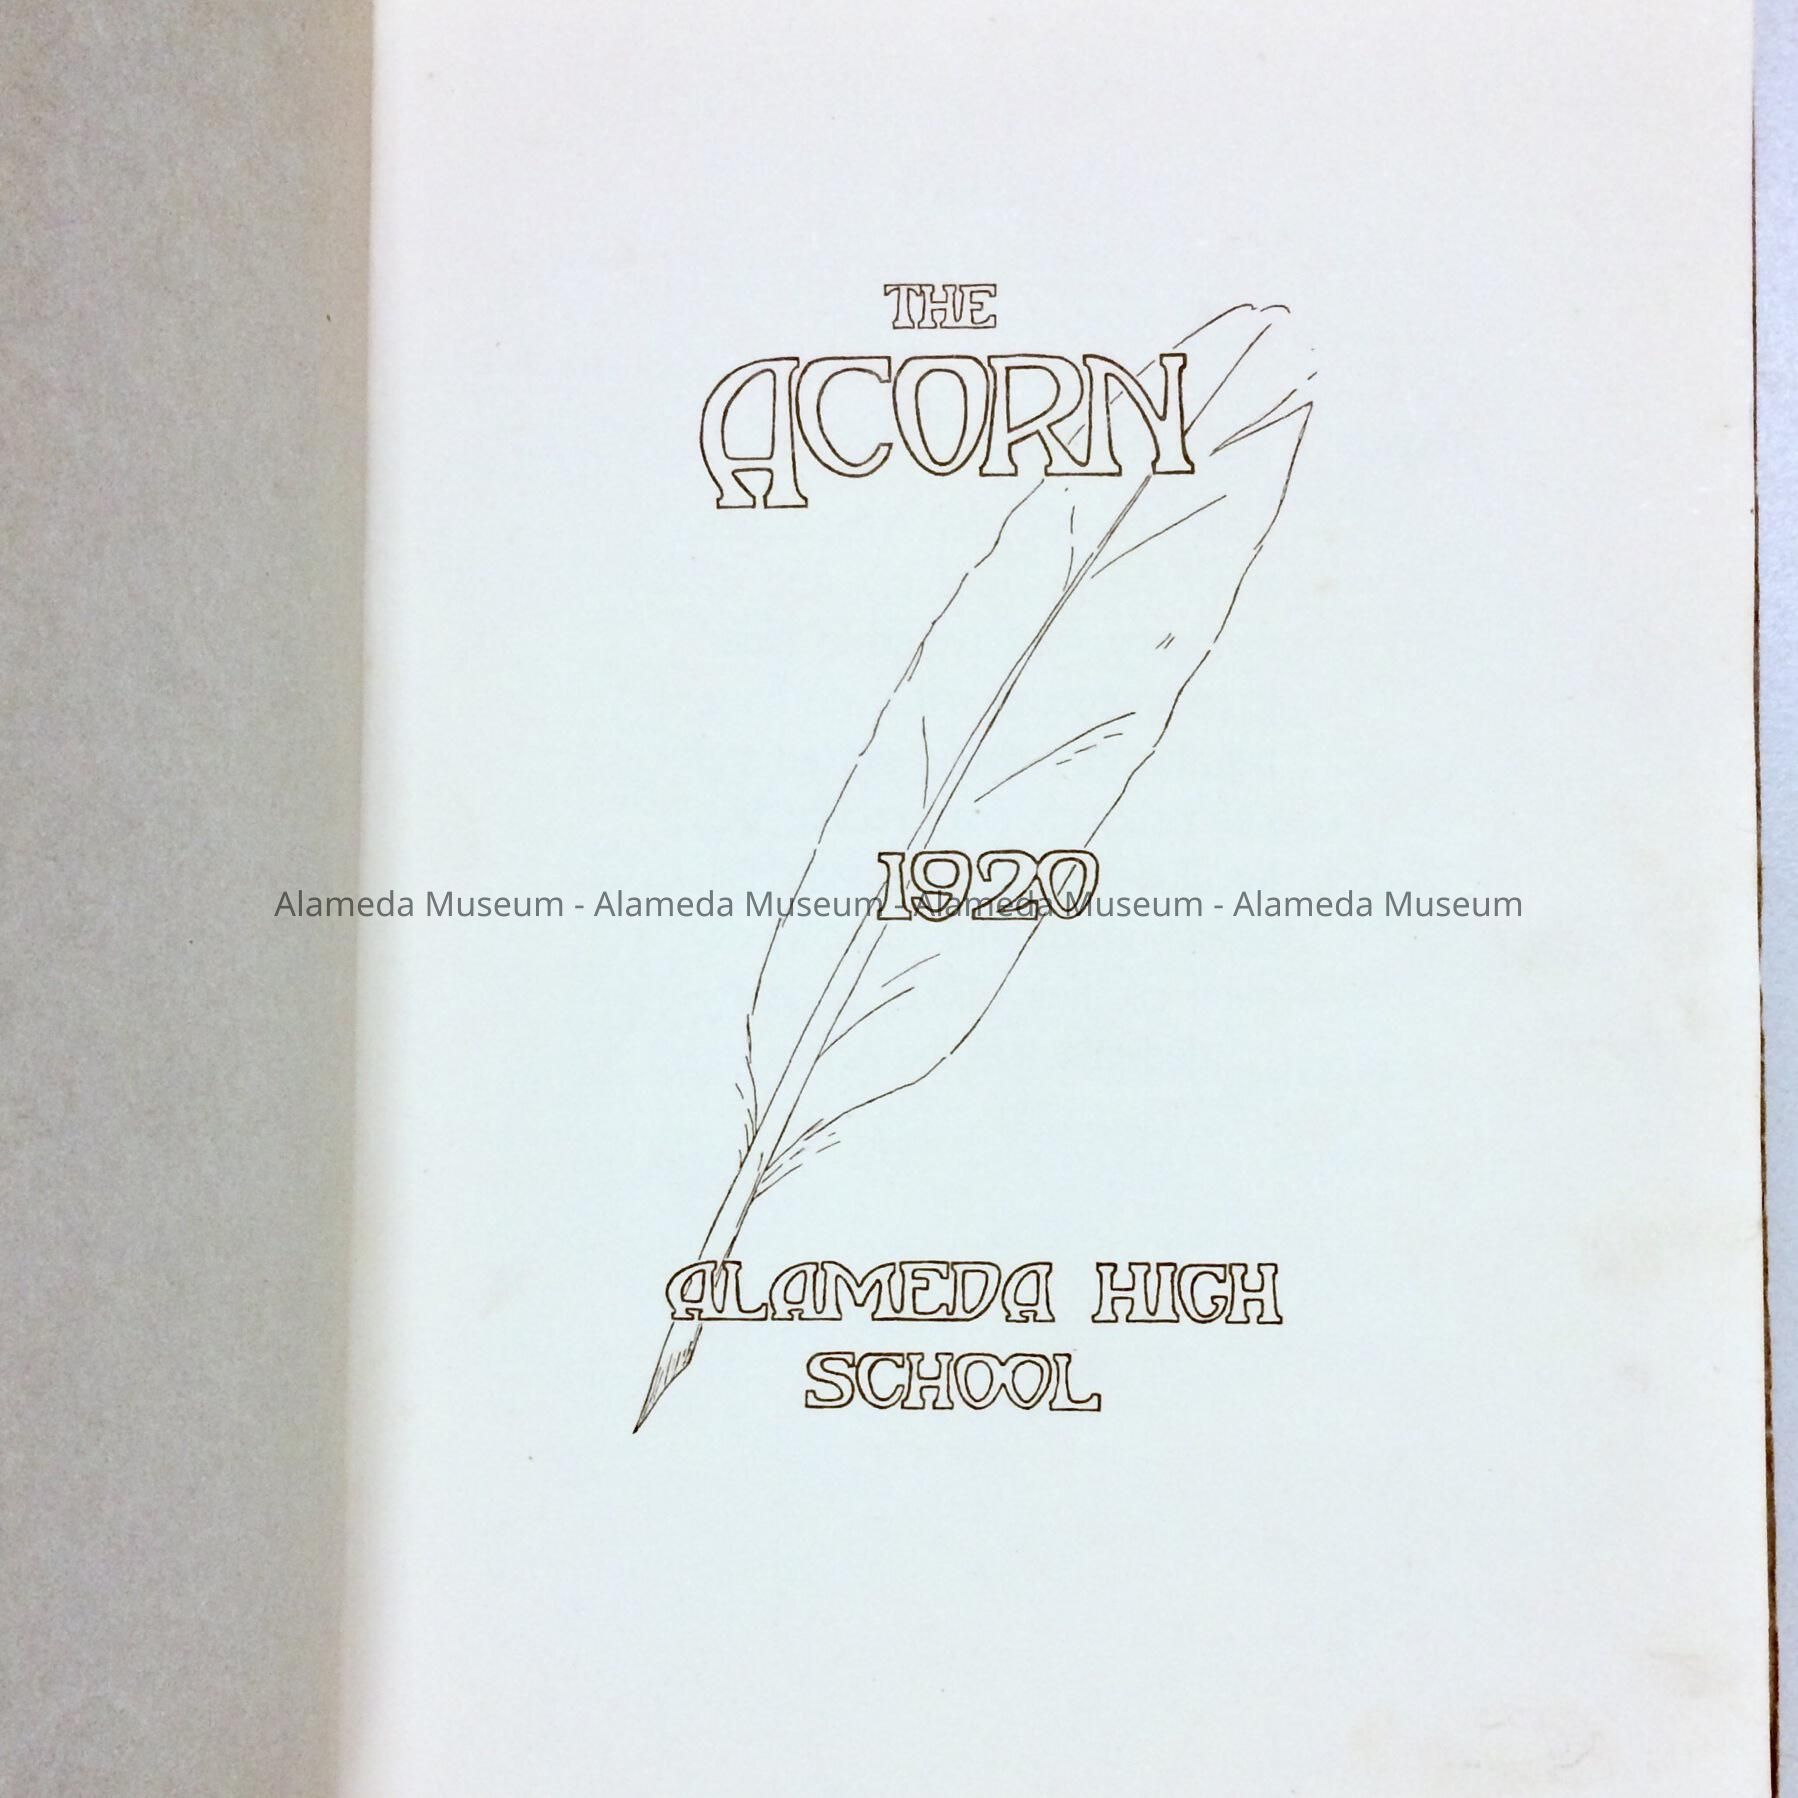 THE
ACORN
1920
Alameda Museum - Alameda Museum - Alameda Museum - Alameda Museum
ALAMEDA HIGH
SCHOOL